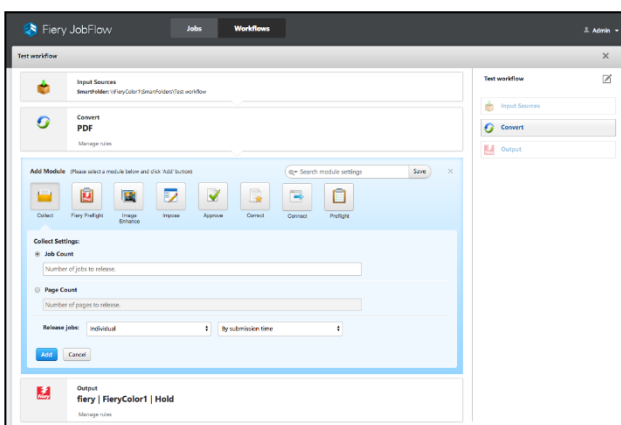 Fiery JobFlow
Jobs
Workflows
Admin
Test workflow
Input Sources
SmartFolder: \\FieryColor1\SmartFolders\Test workflow
Convert
PDF
Manage rules
Add Module (Please select a module below and click 'Add' button)
Search module settings
Save
Collect
Fiery Preflight
Image
Enhance
Impose
Approve
Correct
Connect
Preflight
Collect Settings:
Job Count
Number of jobs to release.
Page Count
Number of pages to release.
Release jobs:
Individual
By submission time
Add
Cancel
Output
fiery | FieryColor1 | Hold
Manage rules
Test workflow
Input Sources
Convert
Output